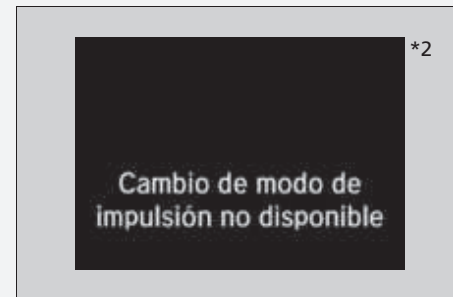 *2
Cambio de modo de
impulsión no disponible